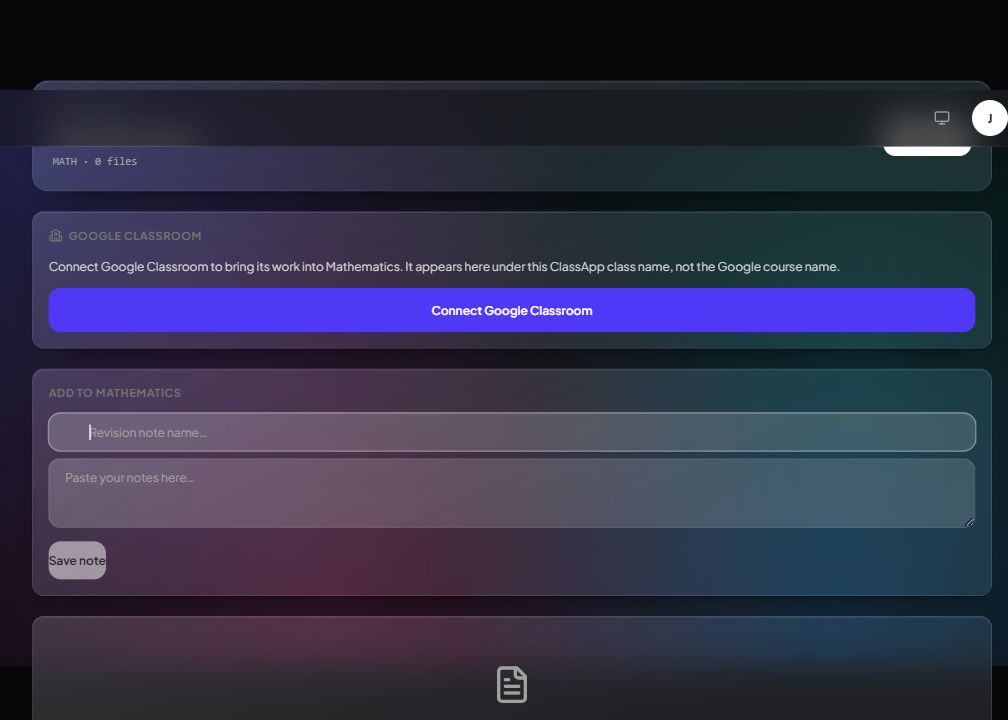 J
MATH · 0 files
GOOGLE CLASSROOM
Connect Google Classroom to bring its work into Mathematics. It appears here under this ClassApp class name, not the Google course name.
Connect Google Classroom
ADD TO MATHEMATICS
Revision note name...
Paste your notes here...
Save note